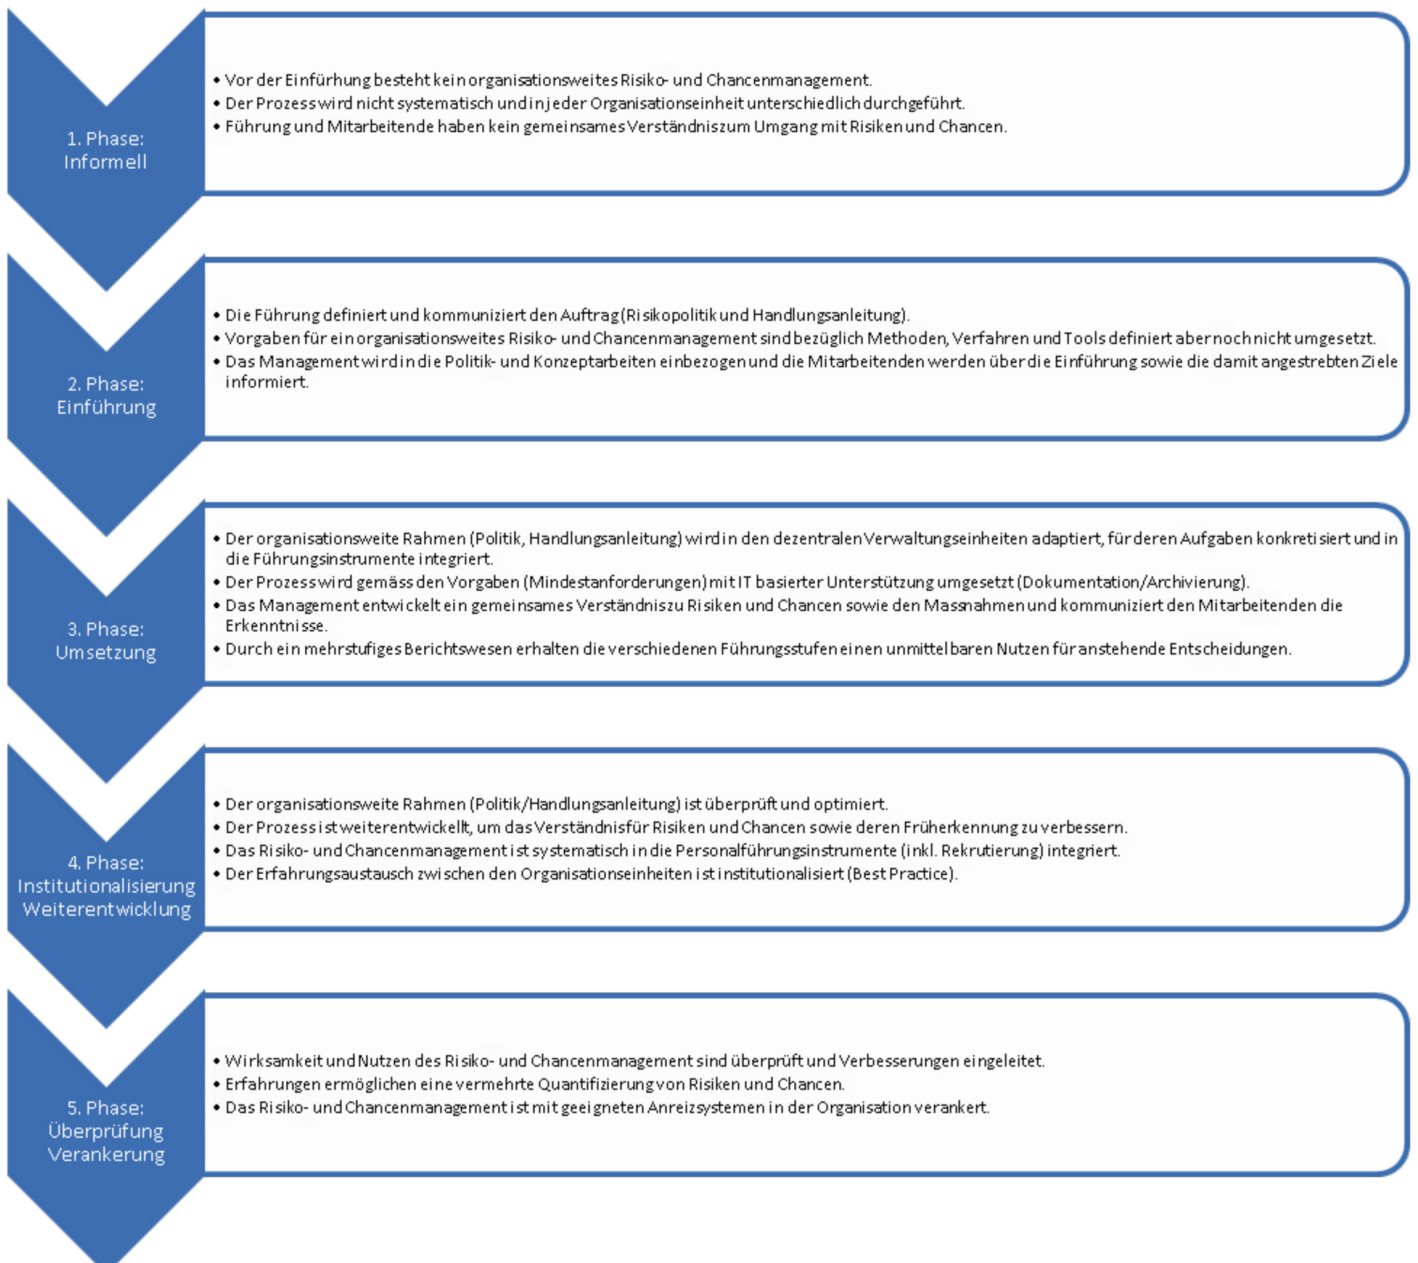 1. Phase:
Informell
• Vor der Einfürhung besteht kein organisationsweites Risiko- und Chancenmanagement.
• Der Prozess wird nicht systematisch und in jeder Organisationseinheit unterschiedlich durchgeführt.
• Führung und Mitarbeitende haben kein gemeinsames Verständnis zum Umgang mit Risiken und Chancen.
2. Phase:
Einführung
• Die Führung definiert und kommuniziert den Auftrag (Risikopolitik und Handlungsanleitung).
• Vorgaben für ein organisationsweites Risiko- und Chancenmanagement sind bezüglich Methoden, Verfahren und Tools definiert aber noch nicht umgesetzt.
• Das Management wird in die Politik- und Konzeptarbeiten einbezogen und die Mitarbeitenden werden über die Einführung sowie die damit angestrebten Ziele
informiert.
3. Phase:
Umsetzung
• Der organisationsweite Rahmen (Politik, Handlungsanleitung) wird in den dezentralen Verwaltungseinheiten adaptiert, für deren Aufgaben konkretisiert und in
die Führungsinstrumente integriert.
• Der Prozess wird gemäss den Vorgaben (Mindestanforderungen) mit IT basierter Unterstützung umgesetzt (Dokumentation/Archivierung).
• Das Management entwickelt ein gemeinsames Verständnis zu Risiken und Chancen sowie den Massnahmen und kommuniziert den Mitarbeitenden die
Erkenntnisse.
• Durch ein mehrstufiges Berichtswesen erhalten die verschiedenen Führungsstufen einen unmittelbaren Nutzen für anstehende Entscheidungen.
4. Phase:
Institutionalisierung
Weiterentwicklung
• Der organisationsweite Rahmen (Politik/Handlungsanleitung) ist überprüft und optimiert.
• Der Prozess ist weiterentwickellt, um das Verständnis für Risiken und Chancen sowie deren Früherkennung zu verbessern.
• Das Risiko- und Chancenmanagement ist systematisch in die Personalführungsinstrumente (inkl. Rekrutierung) integriert.
• Der Erfahrungsaustausch zwischen den Organisationseinheiten ist institutionalisiert (Best Practice).
5. Phase:
Überprüfung
Verankerung
• Wirksamkeit und Nutzen des Risiko- und Chancenmanagement sind überprüft und Verbesserungen eingeleitet.
• Erfahrungen ermöglichen eine vermehrte Quantifizierung von Risiken und Chancen.
• Das Risiko- und Chancenmanagement ist mit geeigneten Anreizsystemen in der Organisation verankert.